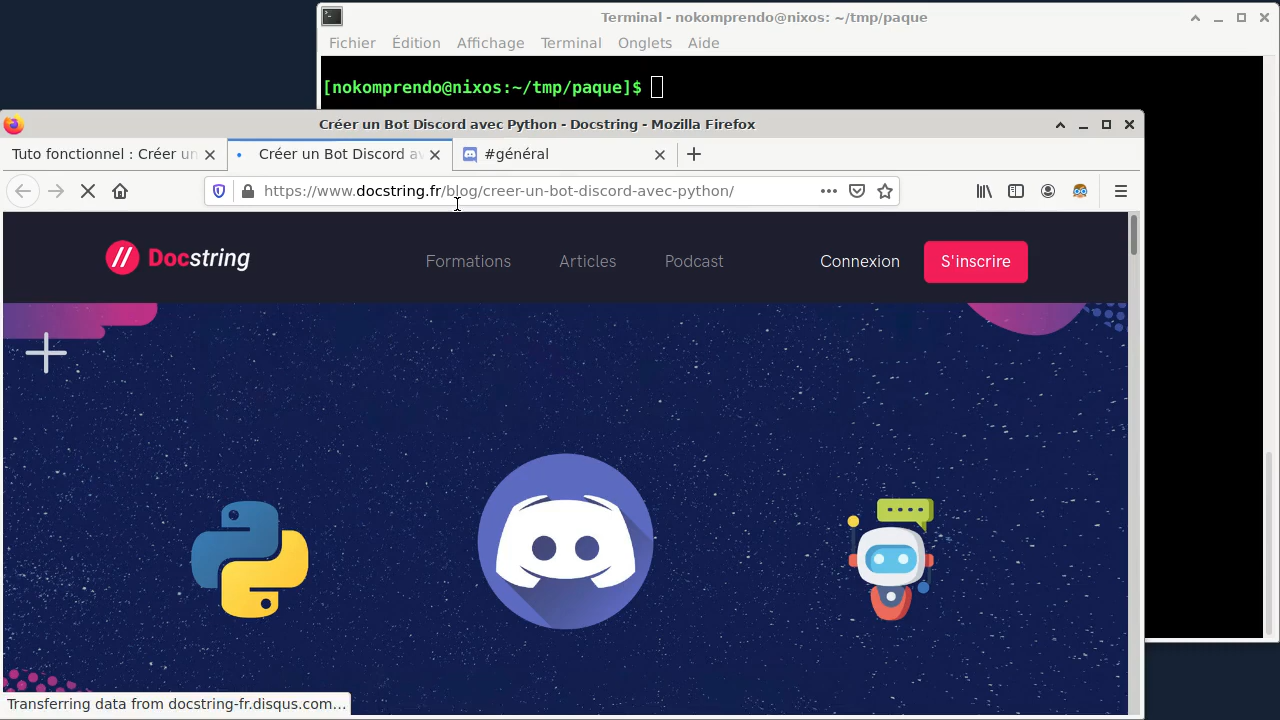 Terminal - nokomprendo@nixos: ~/tmp/paque
Fichier Édition Affichage Terminal Onglets Aide
[nokomprendo@nixos:~/tmp/paque]$
Créer un Bot Discord avec Python - Docstring - Mozilla Firefox
Tuto fonctionnel : Créer un Créer un Bot Discord av #général
https://www.docstring.fr/blog/creer-un-bot-discord-avec-python/
// Docstring Formations Articles Podcast Connexion S'inscrire
Transferring data from docstring-fr.disqus.com…